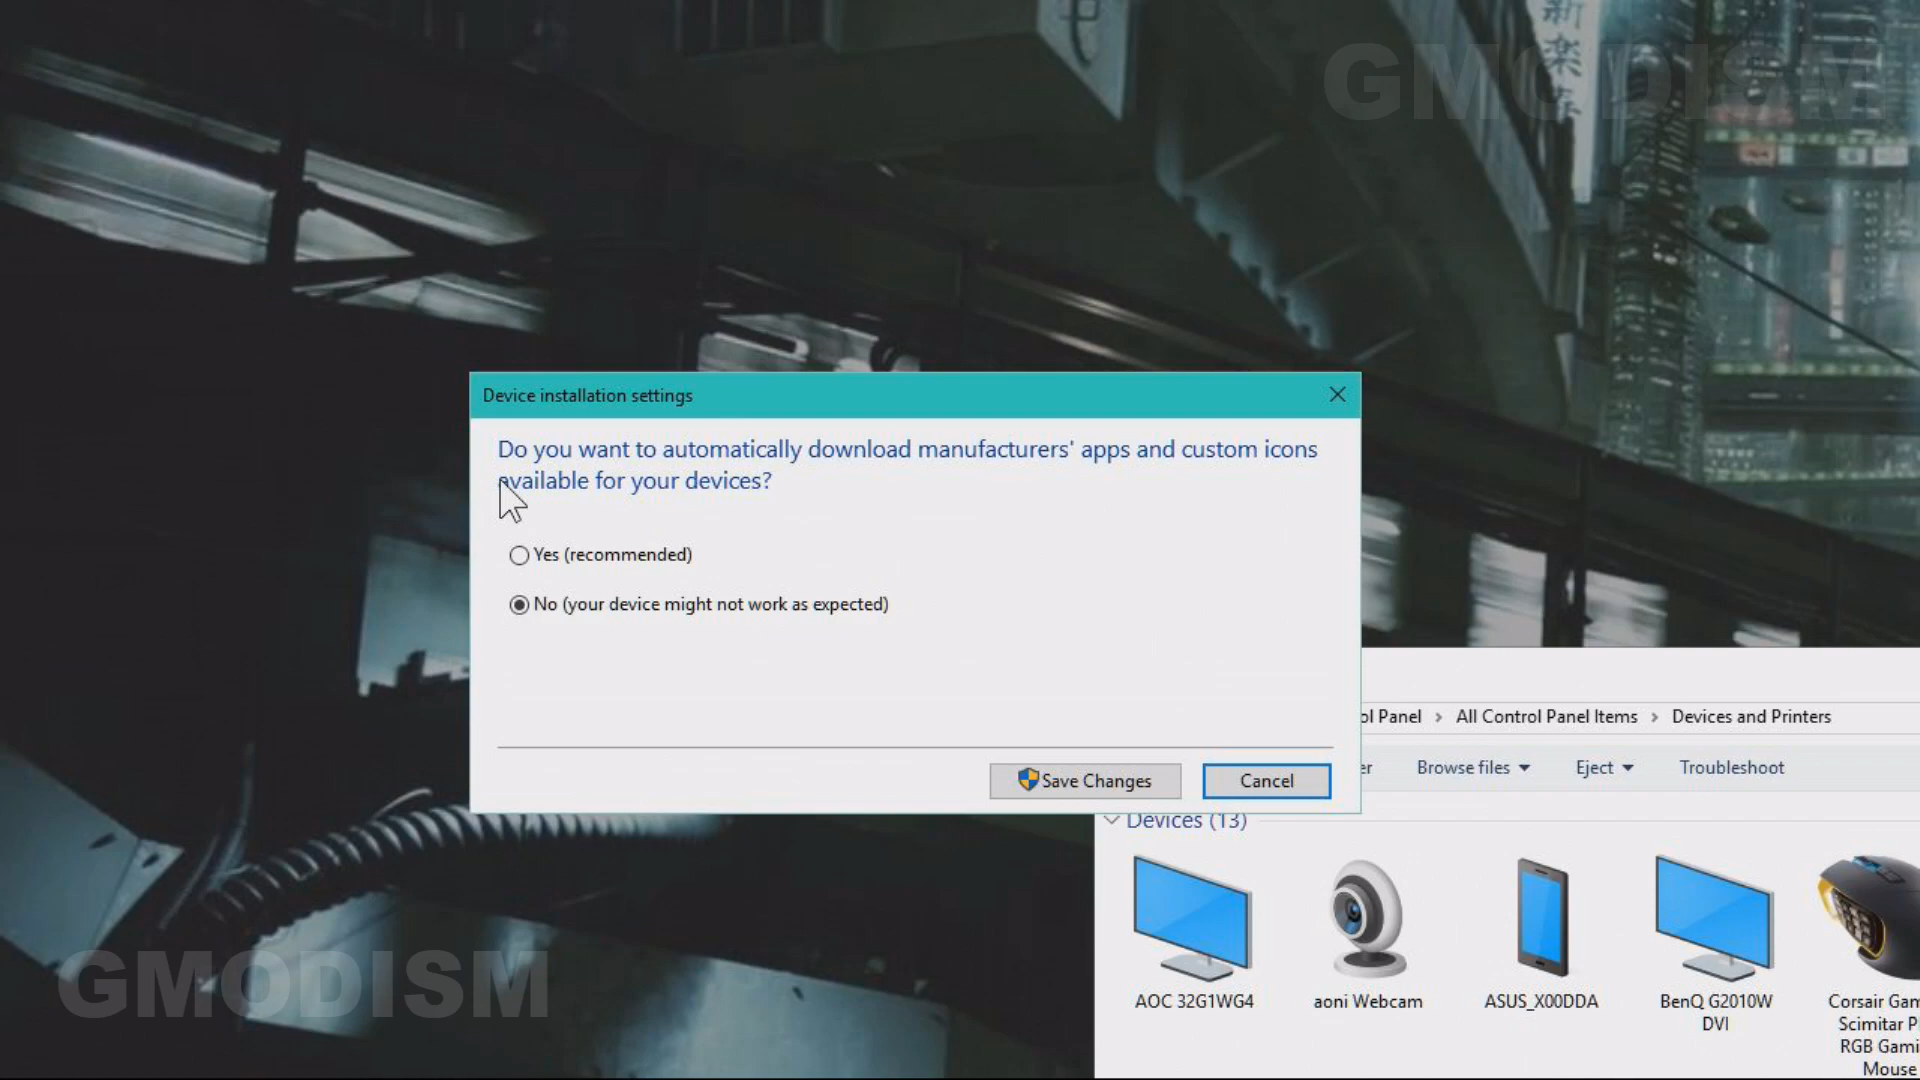 新
楽
GMODISM
Device installation settings
Do you want to automatically download manufacturers' apps and custom icons
available for your devices?
Yes (recommended)
No (your device might not work as expected)
Save Changes
Cancel
ol Panel > All Control Panel Items > Devices and Printers
er Browse files Eject Troubleshoot
Devices (13)
AOC 32G1WG4
aoni Webcam
ASUS_X00DDA
BenQ G2010W
DVI
Corsair Gam
Scimitar P
RGB Gami
Mouse
GMODISM